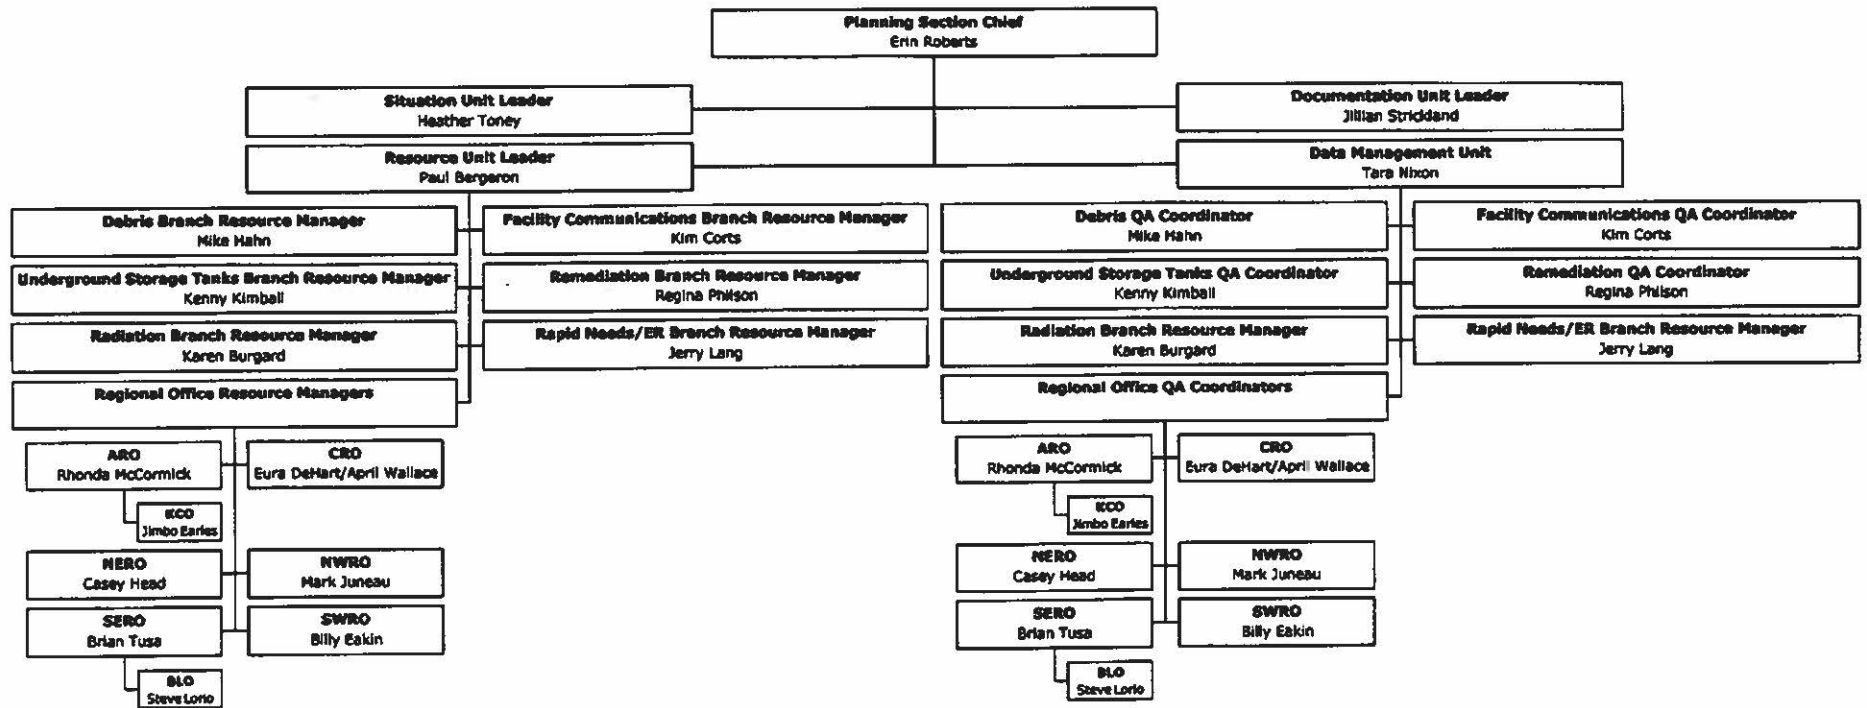 Planning Section Chief
Erin Roberts
Situation Unit Leader
Heather Toney
Documentation Unit Leader
Jillian Strickland
Resource Unit Leader
Paul Bergeron
Data Management Unit
Tara Nixon
Debris Branch Resource Manager
Mike Hahn
Facility Communications Branch Resource Manager
Kim Corts
Underground Storage Tanks Branch Resource Manager
Kenny Kimball
Remediation Branch Resource Manager
Regina Philson
Radiation Branch Resource Manager
Karen Burgard
Rapid Needs/ER Branch Resource Manager
Jerry Lang
Regional Office Resource Managers
ARO
Rhonda McCormick
CRO
Eura DeHart/April Wallace
KCO
Jimbo Earles
NERO
Casey Head
NWRO
Mark Juneau
SERO
Brian Tusa
SWRO
Billy Eakin
BLO
Steve Lorio
Debris QA Coordinator
Mike Hahn
Facility Communications QA Coordinator
Kim Corts
Underground Storage Tanks QA Coordinator
Kenny Kimball
Remediation QA Coordinator
Regina Philson
Radiation Branch Resource Manager
Karen Burgard
Rapid Needs/ER Branch Resource Manager
Jerry Lang
Regional Office QA Coordinators
ARO
Rhonda McCormick
CRO
Eura DeHart/April Wallace
KCO
Jimbo Earles
NERO
Casey Head
NWRO
Mark Juneau
SERO
Brian Tusa
SWRO
Billy Eakin
BLO
Steve Lorio